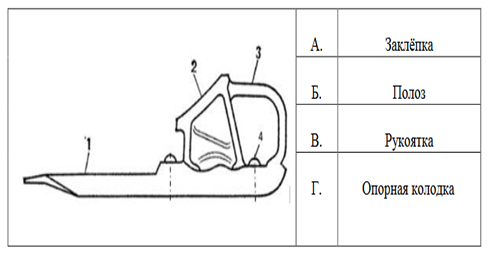 А. Заклёпка
Б. Полоз
В. Рукоятка
Г. Опорная колодка
1
2
3
4